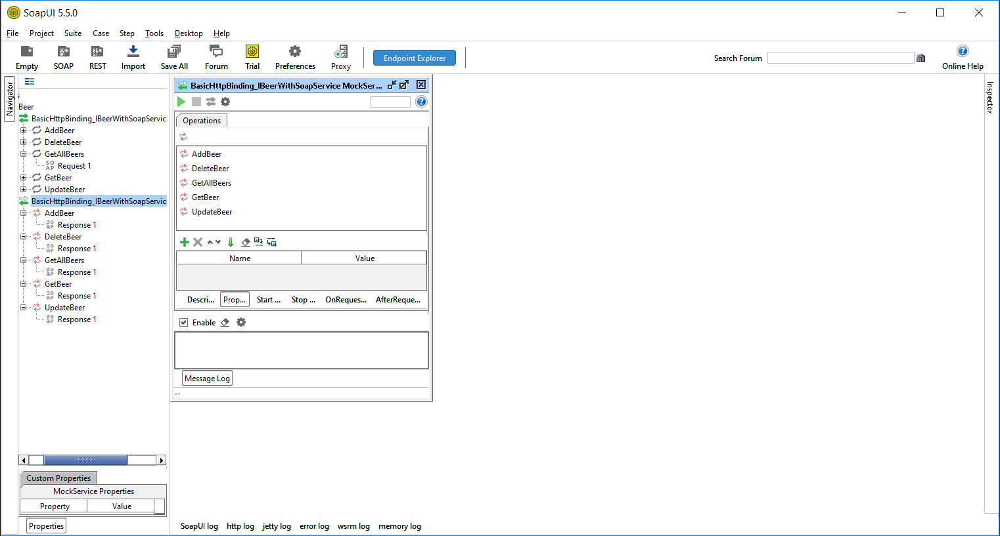 SoapUI 5.5.0
File Project Suite Case Step Tools Desktop Help
Empty SOAP REST Import Save All Forum Trial Preferences Proxy Endpoint Explorer Search Forum Online Help
Navigator
Beer
BasicHttpBinding_IBeerWithSoapServic
AddBeer
DeleteBeer
GetAllBeers
Request 1
GetBeer
UpdateBeer
BasicHttpBinding_IBeerWithSoapServic
AddBeer
Response 1
DeleteBeer
Response 1
GetAllBeers
Response 1
GetBeer
Response 1
UpdateBeer
Response 1
Custom Properties
MockService Properties
Property Value
Properties
BasicHttpBinding_IBeerWithSoapService MockSer...
Operations
AddBeer
DeleteBeer
GetAllBeers
GetBeer
UpdateBeer
Name Value
Descri... Prop... Start ... Stop ... OnReques... AfterReque...
Enable
Message Log
--
SoapUI log http log jetty log error log wsrm log memory log
Inspector